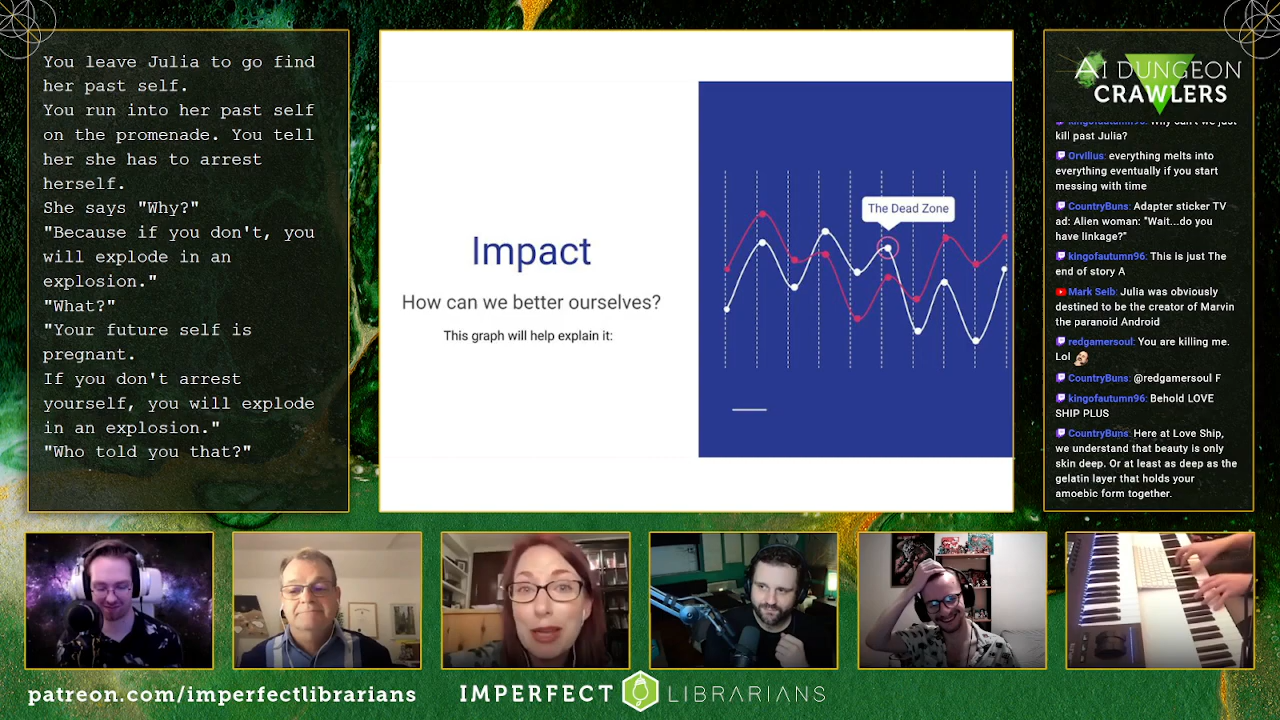 You leave Julia to go find
her past self.
You run into her past self
on the promenade. You tell
her she has to arrest
herself.
She says "Why?"
"Because if you don't, you
will explode in an
explosion."
"What?"
"Your future self is
pregnant.
If you don't arrest
yourself, you will explode
in an explosion."
"Who told you that?"
Impact
How can we better ourselves?
This graph will help explain it:
The Dead Zone
AI DUNGEON
CRAWLERS
kingofautumn96: Why can't we just
kill past Julia?
Orvilius: everything melts into
everything eventually if you start
messing with time
CountryBuns: Adapter sticker TV
ad: Alien woman: "Wait...do you
have linkage?"
kingofautumn96: This is just The
end of story A
Mark Seib: Julia was obviously
destined to be the creator of Marvin
the paranoid Android
redgamersoul: You are killing me.
Lol
CountryBuns: @redgamersoul F
kingofautumn96: Behold LOVE
SHIP PLUS
CountryBuns: Here at Love Ship,
we understand that beauty is only
skin deep. Or at least as deep as the
gelatin layer that holds your
amoebic form together.
patreon.com/imperfectlibrarians
IMPERFECT LIBRARIANS